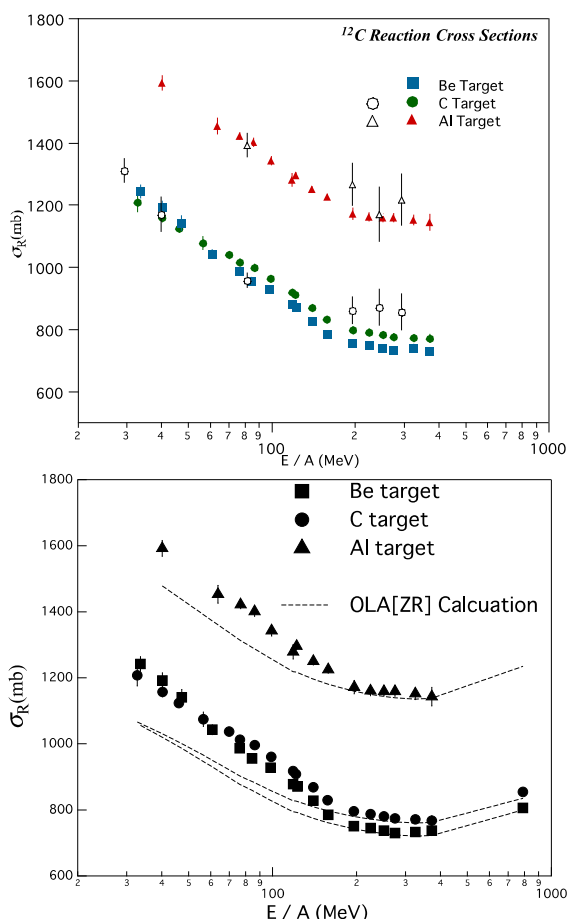 1800
¹²C Reaction Cross Sections
Be Target
1600
C Target
Al Target
1400
1200
σR(mb)
1000
800
600
2 3 4 5 6 7 8 9 2 3 4 5 6 7 8 9
100 1000
E / A (MeV)
1800
Be target
C target
1600
Al target
OLA[ZR] Calcuation
1400
1200
σR(mb)
1000
800
600
2 3 4 5 6 7 8 9 2 3 4 5 6 7 8 9
100 1000
E / A (MeV)